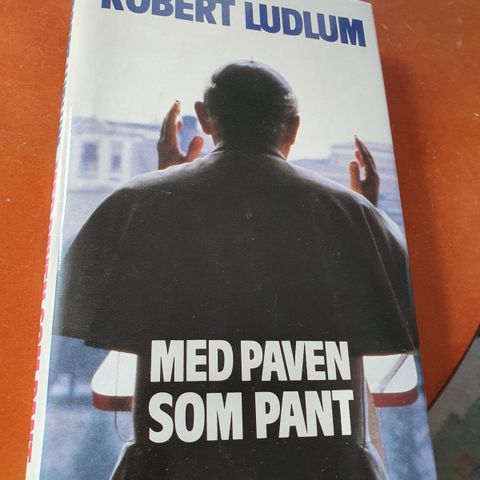 ROBERT LUDLUM
MED PAVEN
SOM PANT